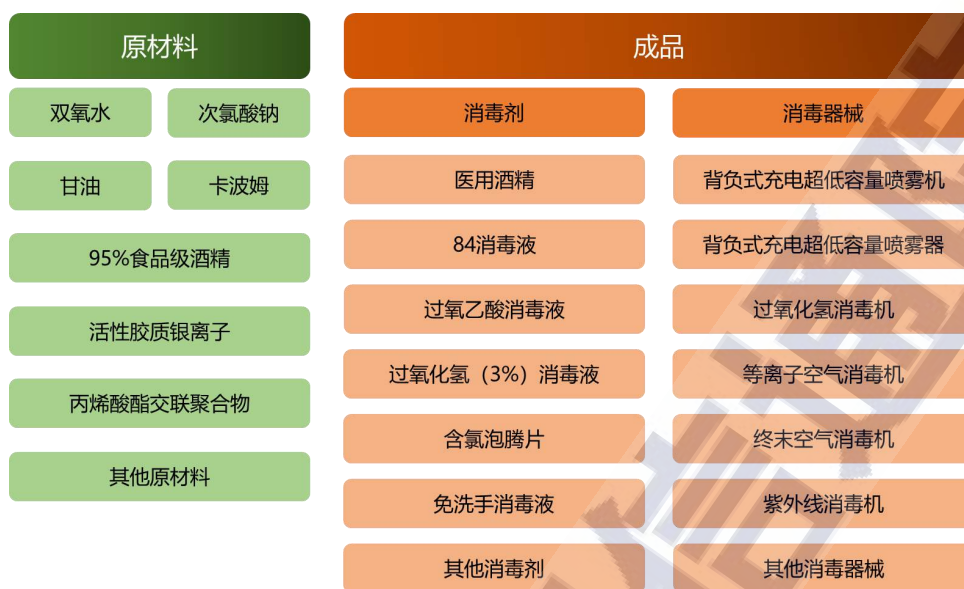 原材料
双氧水
次氯酸钠
甘油
卡波姆
95%食品级酒精
活性胶质银离子
丙烯酸酯交联聚合物
其他原材料
成品
消毒剂
消毒器械
医用酒精
背负式充电超低容量喷雾机
84消毒液
背负式充电超低容量喷雾器
过氧乙酸消毒液
过氧化氢消毒机
过氧化氢（3%）消毒液
等离子空气消毒机
含氯泡腾片
终末空气消毒机
免洗手消毒液
紫外线消毒机
其他消毒剂
其他消毒器械